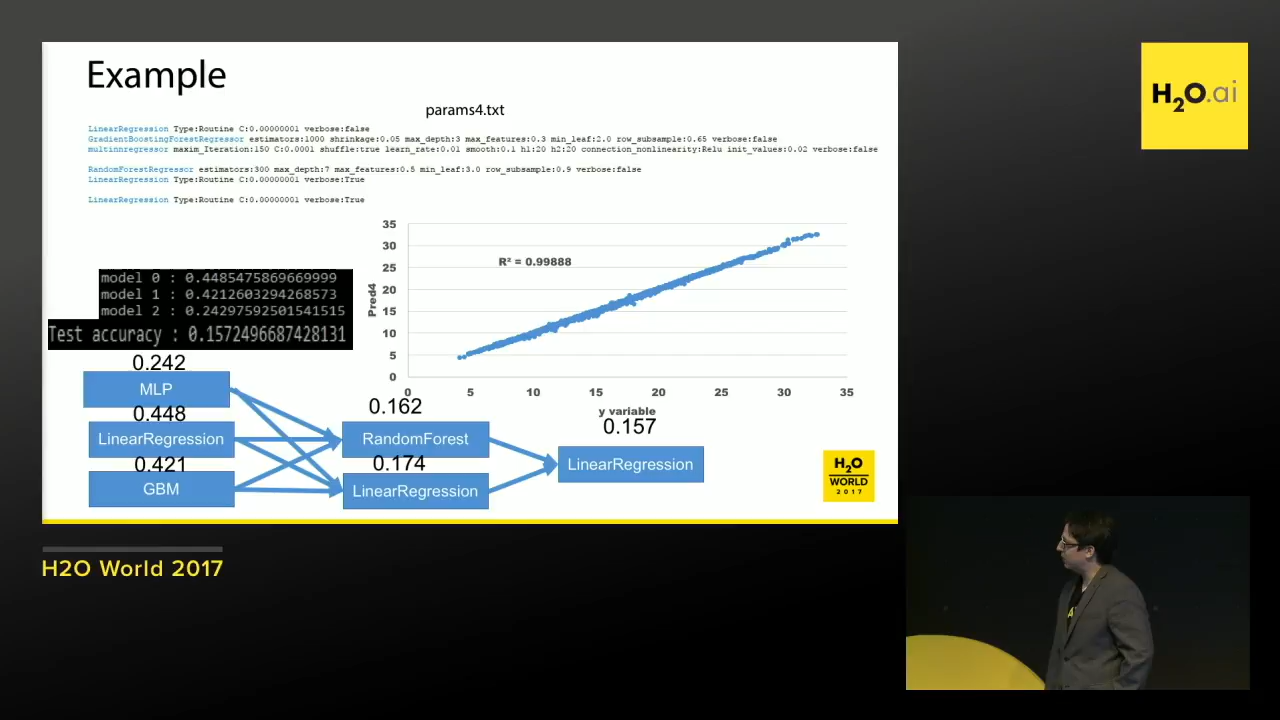 Example
H2O.ai
params4.txt
LinearRegression Type:Routine C:0.00000001 verbose:false
GradientBoostingForestRegressor estimators:1000 shrinkage:0.05 max_depth:3 max_features:0.3 min_leaf:2.0 row_subsample:0.65 verbose:false
multinnregressor maxim_Iteration:150 C:0.0001 shuffle:true learn_rate:0.01 smooth:0.1 h1:20 h2:20 connection_nonlinearity:Relu init_values:0.02 verbose:false
RandomForestRegressor estimators:300 max_depth:7 max_features:0.5 min_leaf:3.0 row_subsample:0.9 verbose:false
LinearRegression Type:Routine C:0.00000001 verbose:True
LinearRegression Type:Routine C:0.00000001 verbose:True
35
30
25
20
15
10
5
0
Pred4
R² = 0.99888
0 5 10 15 20 25 30 35
y variable
model 0 : 0.4485475869669999
model 1 : 0.4212603294268573
model 2 : 0.24297592501541515
Test accuracy : 0.1572496687428131
0.242
MLP
0.448
LinearRegression
0.421
GBM
0.162
RandomForest
0.174
LinearRegression
0.157
LinearRegression
H2O
WORLD
2017
H2O World 2017